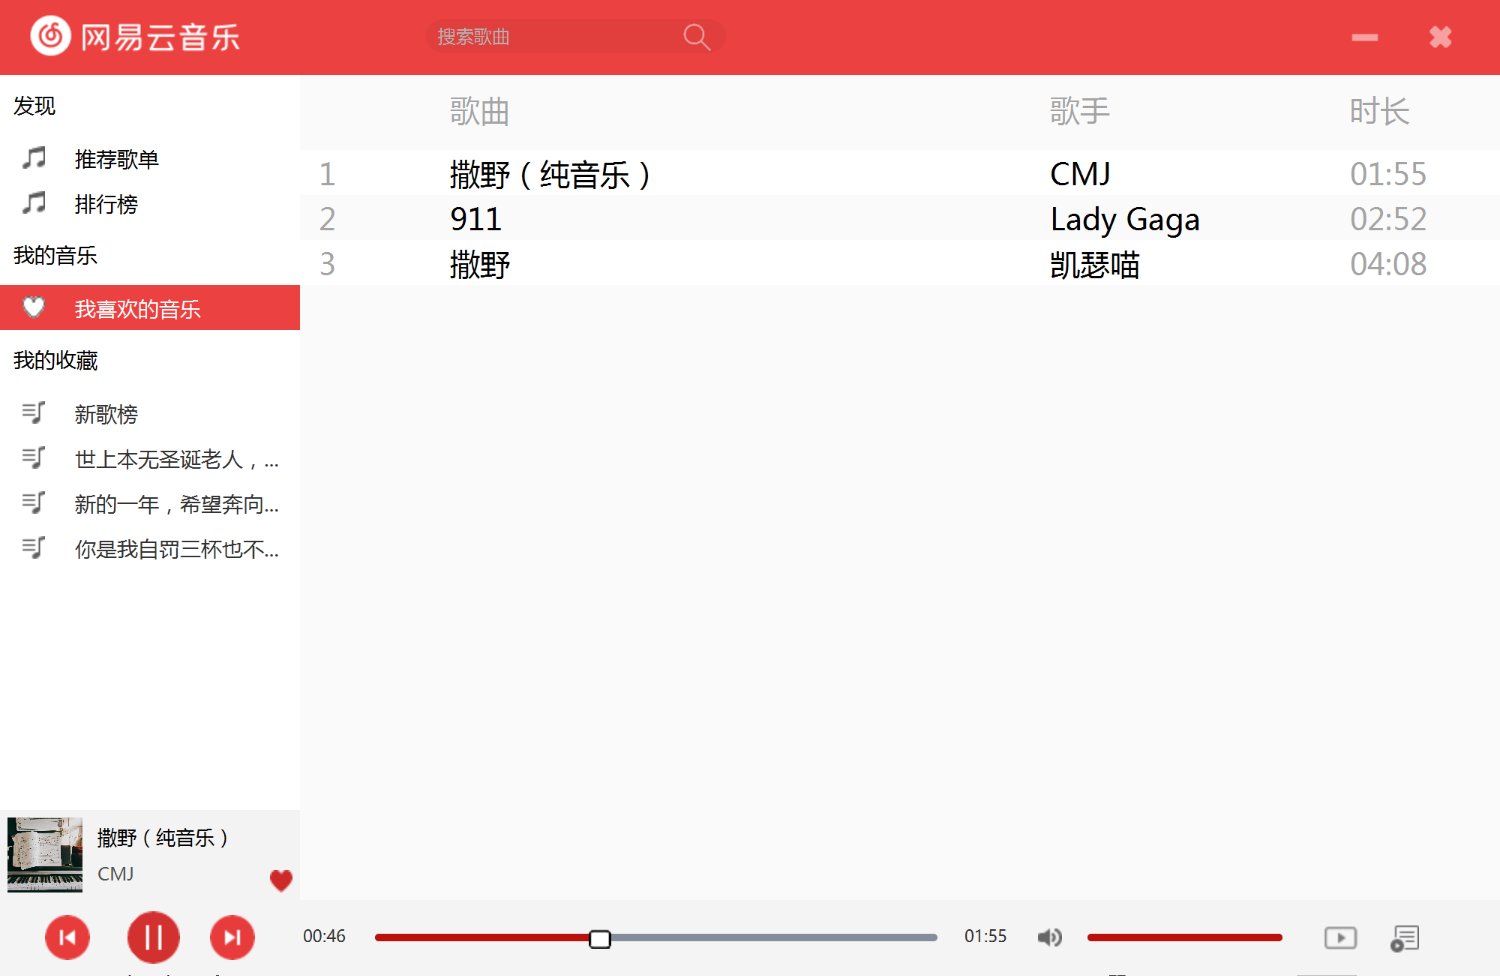 网易云音乐
搜索歌曲
发现
推荐歌单
排行榜
我的音乐
我喜欢的音乐
我的收藏
新歌榜
世上本无圣诞老人，...
新的一年，希望奔向...
你是我自罚三杯也不...
歌曲 歌手 时长
1 撒野（纯音乐） CMJ 01:55
2 911 Lady Gaga 02:52
3 撒野 凯瑟喵 04:08
撒野（纯音乐）
CMJ
00:46 01:55